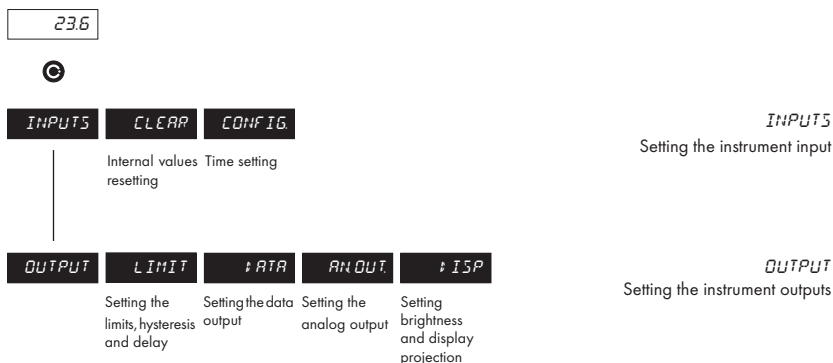 23.6
C
INPUTS CLEAR CONFIG.
INPUTS
Internal values resetting
Time setting
Setting the instrument input
OUTPUT LIMIT DATA AN.OUT. DISP
OUTPUT
Setting the limits, hysteresis and delay
Setting the data output
Setting the analog output
Setting brightness and display projection
Setting the instrument outputs